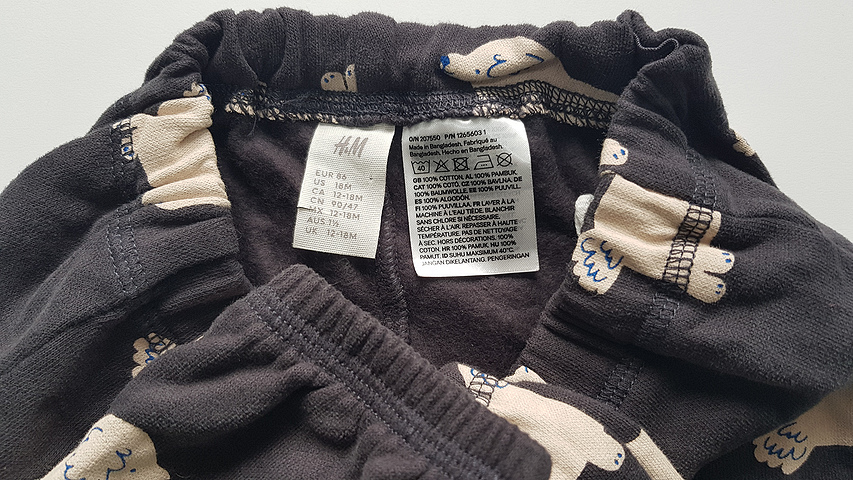 H&M
EUR 86
US 18M
CA 12-18M
CN 90/47
MX 12-18M
AUS 1½
UK 12-18M
O/N 207550 P/N 1265603 1
Made in Bangladesh, Fabriqué au
Bangladesh, Hecho en Bangladesh.
40
GB 100% COTTON. AL 100% PAMBUK.
CAT 100% COTÓ. CZ 100% BAVLNA. DE
100% BAUMWOLLE. EE 100% PUUVILL.
ES 100% ALGODÓN.
FI 100% PUUVILLAA. FR LAVER À LA
MACHINE À L'EAU TIÈDE. BLANCHIR
SANS CHLORE SI NÉCESSAIRE.
SÉCHER À L'AIR. REPASSER À HAUTE
TEMPÉRATURE. PAS DE NETTOYAGE
À SEC. HORS DÉCORATIONS. 100%
COTON. HR 100% PAMUK. HU 100%
PAMUT. ID SUHU MAKSIMUM 40°C.
JANGAN DIKELANTANG. PENGERINGAN